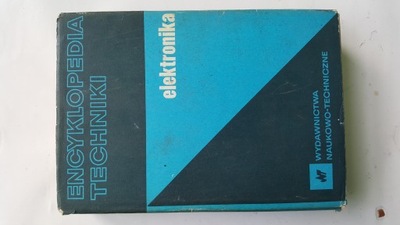 ENCYKLOPEDIA
TECHNIKI
elektronika
WYDAWNICTWA
NAUKOWO-TECHNICZNE